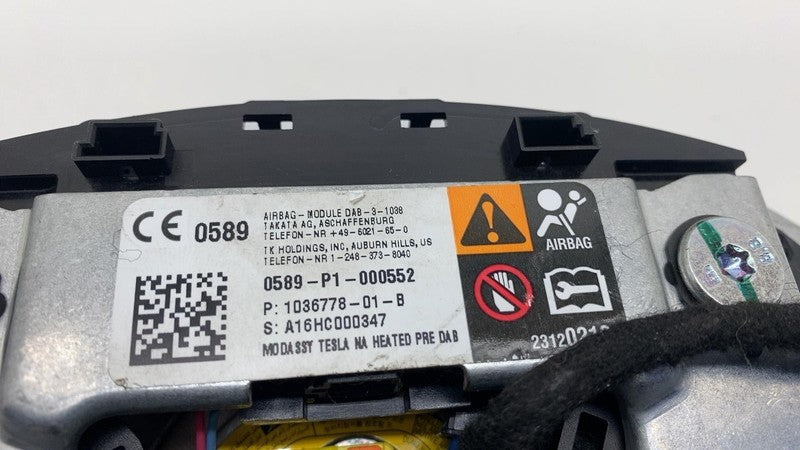 CE 0589
AIRBAG - MODULE DAB-3-1038
TAKATA AG, ASCHAFFENBURG
TELEFON-NR +49-6021-65-0
TK HOLDINGS, INC, AUBURN HILLS, US
TELEFON-NR 1-248-373-8040
0589-P1-000552
P: 1036778-01-B
S: A16HC000347
MODASSY TESLA NA HEATED PRE DAB
AIRBAG